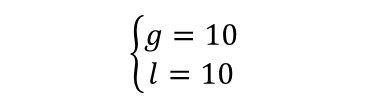 g = 10
l = 10